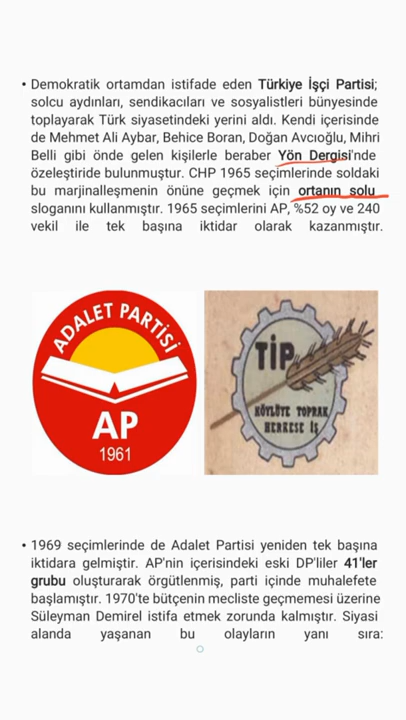 • Demokratik ortamdan istifade eden Türkiye İşçi Partisi;
solcu aydınları, sendikacıları ve sosyalistleri bünyesinde
toplayarak Türk siyasetindeki yerini aldı. Kendi içerisinde
de Mehmet Ali Aybar, Behice Boran, Doğan Avcıoğlu, Mihri
Belli gibi önde gelen kişilerle beraber Yön Dergisi'nde
özeleştiride bulunmuştur. CHP 1965 seçimlerinde soldaki
bu marjinalleşmenin önüne geçmek için ortanın solu
sloganını kullanmıştır. 1965 seçimlerini AP, %52 oy ve 240
vekil ile tek başına iktidar olarak kazanmıştır.
ADALET PARTİSİ
AP
1961
TİP
KÖYLÜYE TOPRAK
HERKESE İŞ
• 1969 seçimlerinde de Adalet Partisi yeniden tek başına
iktidara gelmiştir. AP'nin içerisindeki eski DP'liler 41'ler
grubu oluşturarak örgütlenmiş, parti içinde muhalefete
başlamıştır. 1970'te bütçenin mecliste geçmemesi üzerine
Süleyman Demirel istifa etmek zorunda kalmıştır. Siyasi
alanda yaşanan bu olayların yanı sıra: